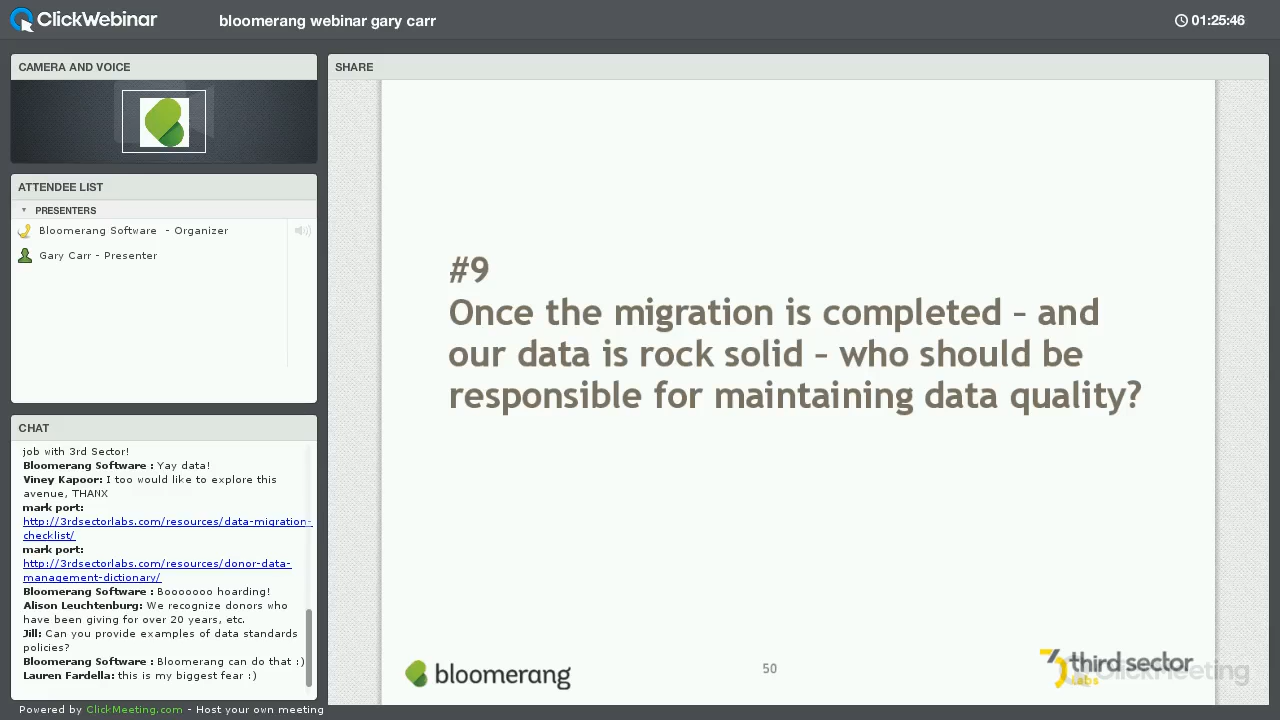 ClickWebinar
bloomerang webinar gary carr
01:25:46
CAMERA AND VOICE
ATTENDEE LIST
PRESENTERS
Bloomerang Software - Organizer
Gary Carr - Presenter
CHAT
job with 3rd Sector!
Bloomerang Software : Yay data!
Viney Kapoor: I too would like to explore this
avenue, THANX
mark port:
http://3rdsectorlabs.com/resources/data-migration-
checklist/
mark port:
http://3rdsectorlabs.com/resources/donor-data-
management-dictionary/
Bloomerang Software : Booooooo hoarding!
Alison Leuchtenburg: We recognize donors who
have been giving for over 20 years, etc.
Jill: Can you provide examples of data standards
policies?
Bloomerang Software : Bloomerang can do that :)
Lauren Fardella: this is my biggest fear :)
Powered by ClickMeeting.com - Host your own meeting
SHARE
#9
Once the migration is completed – and
our data is rock solid – who should be
responsible for maintaining data quality?
bloomerang
50
third sector
Labs
ClickMeeting